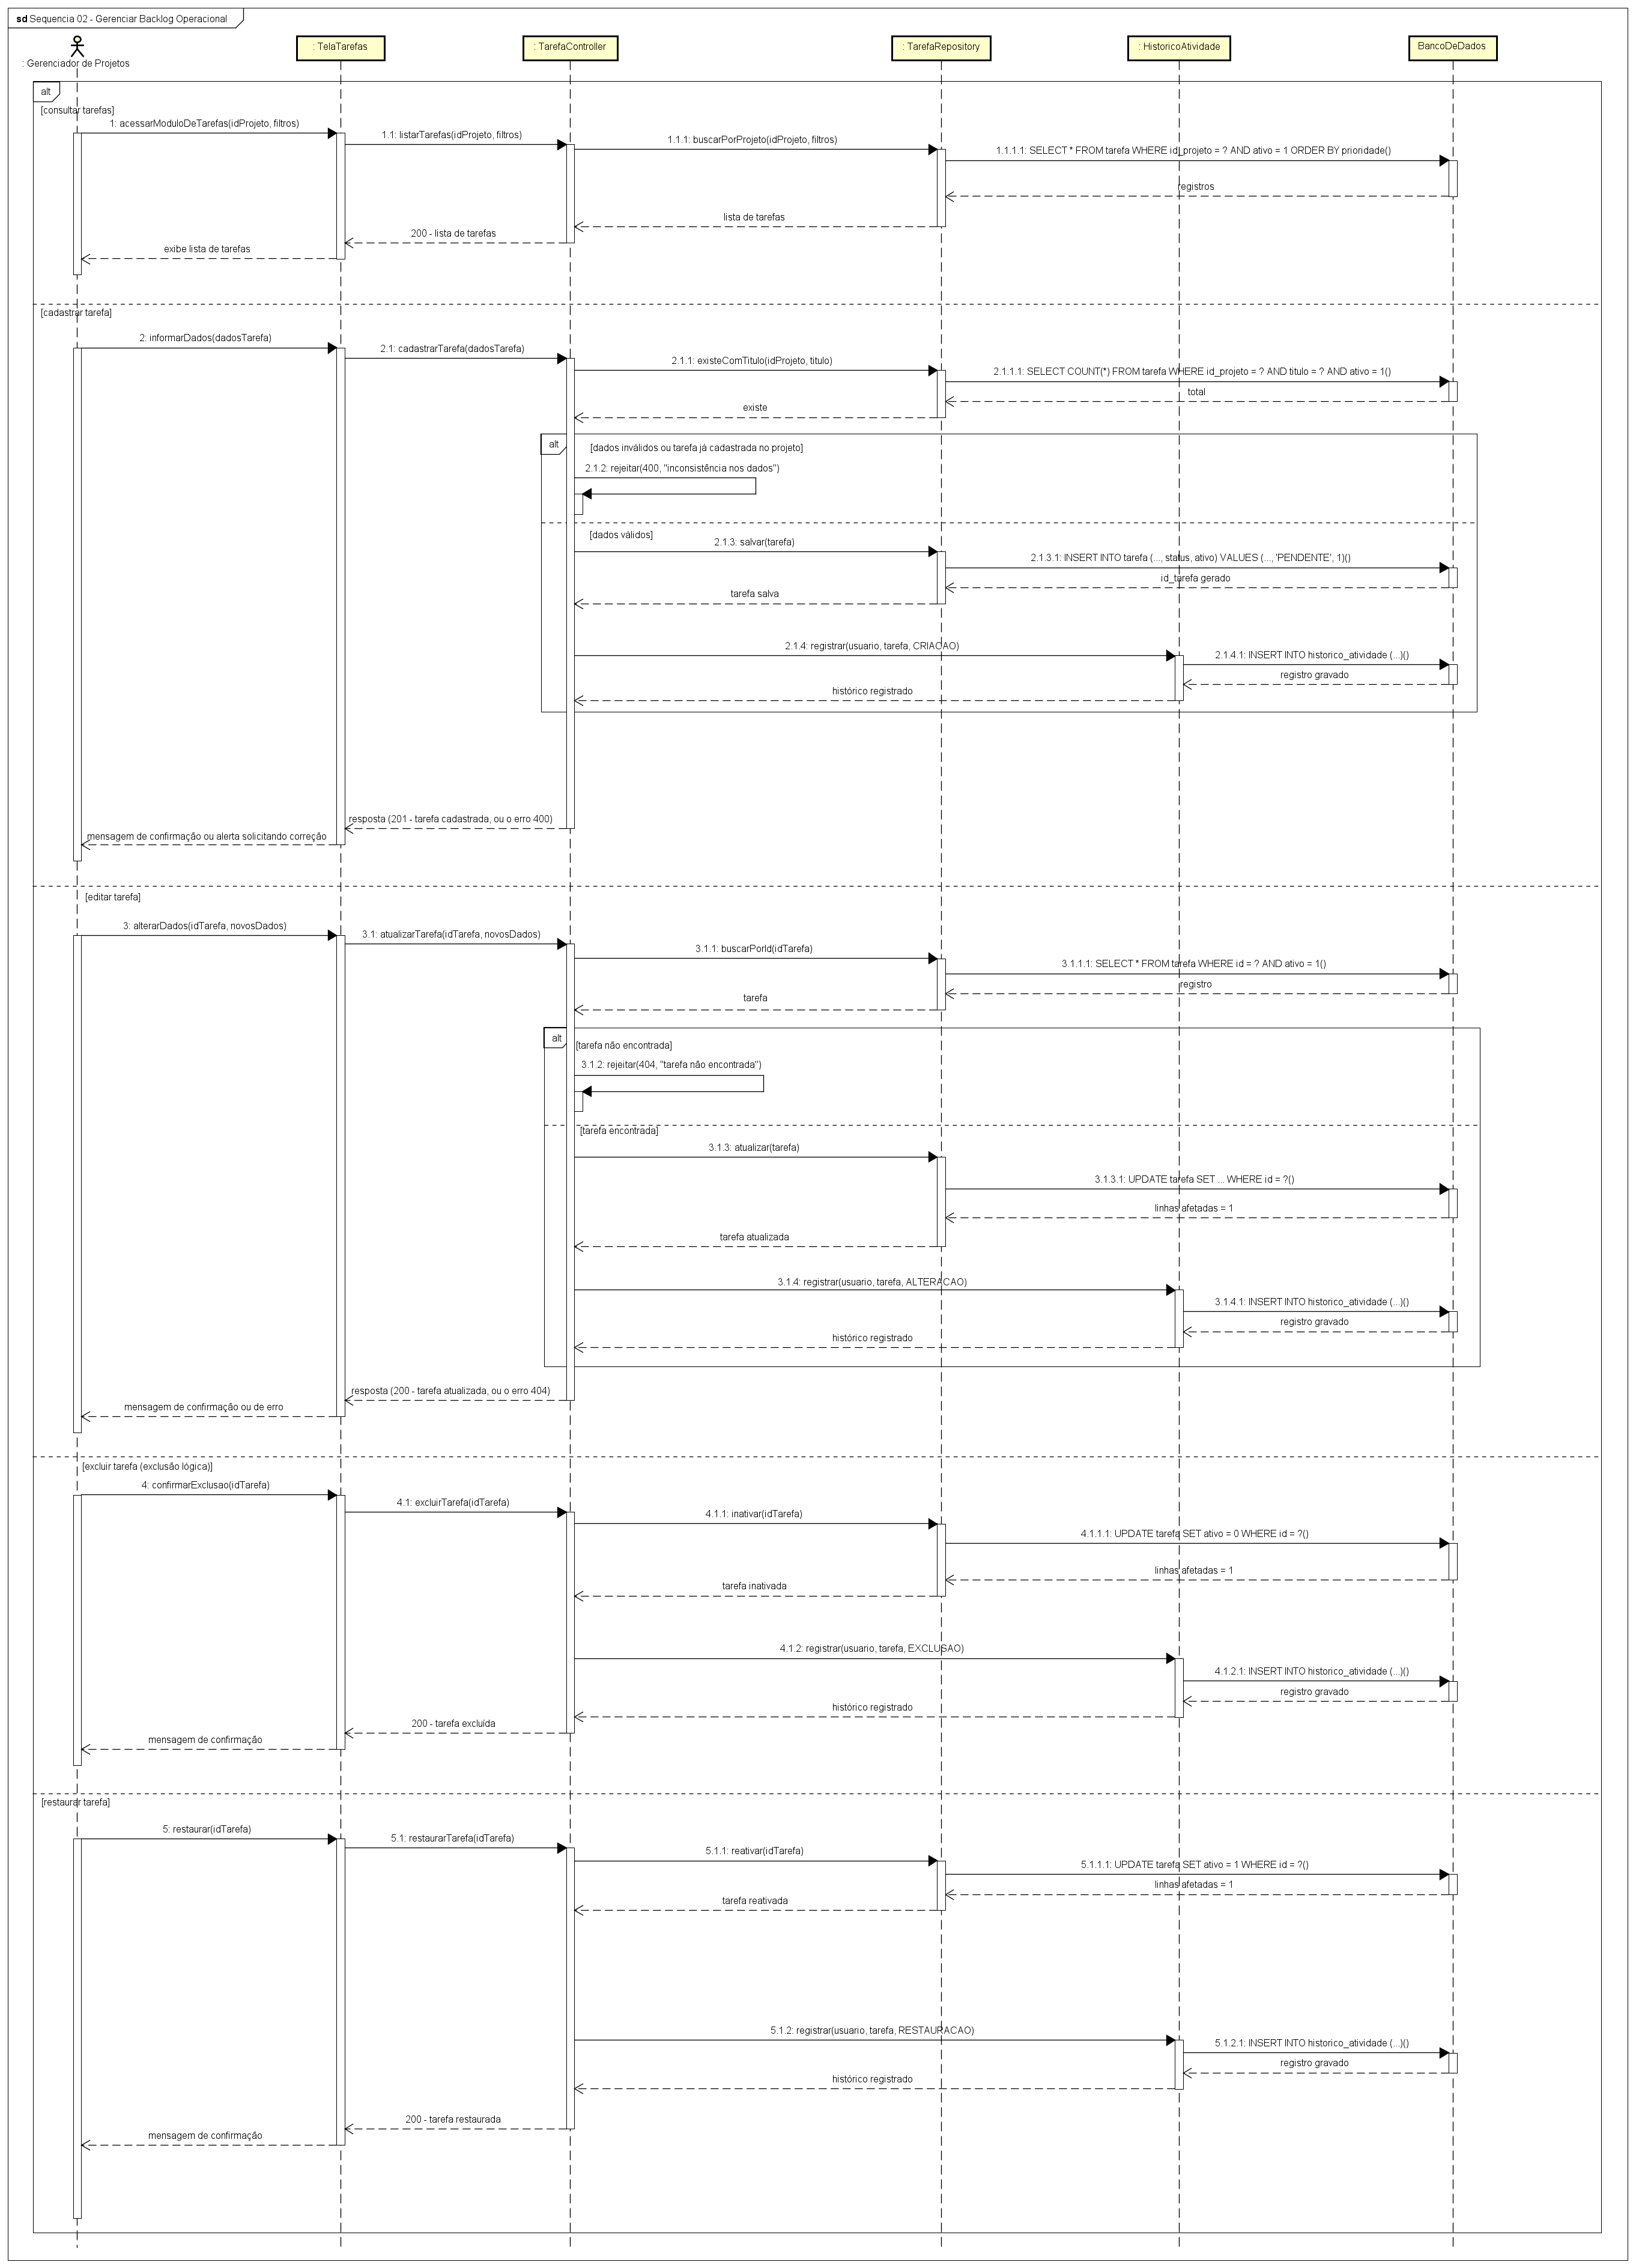 sd Sequencia 02 - Gerenciar Backlog Operacional
: Gerenciador de Projetos
: TelaTarefas
: TarefaController
: TarefaRepository
: HistoricoAtividade
BancoDeDados
alt
[consultar tarefas]
1: acessarModuloDeTarefas(idProjeto, filtros)
1.1: listarTarefas(idProjeto, filtros)
1.1.1: buscarPorProjeto(idProjeto, filtros)
1.1.1.1: SELECT * FROM tarefa WHERE id_projeto = ? AND ativo = 1 ORDER BY prioridade()
registros
lista de tarefas
200 - lista de tarefas
exibe lista de tarefas
[cadastrar tarefa]
2: informarDados(dadosTarefa)
2.1: cadastrarTarefa(dadosTarefa)
2.1.1: existeComTitulo(idProjeto, titulo)
2.1.1.1: SELECT COUNT(*) FROM tarefa WHERE id_projeto = ? AND titulo = ? AND ativo = 1()
total
existe
alt
[dados inválidos ou tarefa já cadastrada no projeto]
2.1.2: rejeitar(400, "inconsistência nos dados")
[dados válidos]
2.1.3: salvar(tarefa)
2.1.3.1: INSERT INTO tarefa (..., status, ativo) VALUES (..., 'PENDENTE', 1)()
id_tarefa gerado
tarefa salva
2.1.4: registrar(usuario, tarefa, CRIACAO)
2.1.4.1: INSERT INTO historico_atividade (...)()
registro gravado
histórico registrado
resposta (201 - tarefa cadastrada, ou o erro 400)
mensagem de confirmação ou alerta solicitando correção
[editar tarefa]
3: alterarDados(idTarefa, novosDados)
3.1: atualizarTarefa(idTarefa, novosDados)
3.1.1: buscarPorId(idTarefa)
3.1.1.1: SELECT * FROM tarefa WHERE id = ? AND ativo = 1()
registro
tarefa
alt
[tarefa não encontrada]
3.1.2: rejeitar(404, "tarefa não encontrada")
[tarefa encontrada]
3.1.3: atualizar(tarefa)
3.1.3.1: UPDATE tarefa SET ... WHERE id = ?()
linhas afetadas = 1
tarefa atualizada
3.1.4: registrar(usuario, tarefa, ALTERACAO)
3.1.4.1: INSERT INTO historico_atividade (...)()
registro gravado
histórico registrado
resposta (200 - tarefa atualizada, ou o erro 404)
mensagem de confirmação ou de erro
[excluir tarefa (exclusão lógica)]
4: confirmarExclusao(idTarefa)
4.1: excluirTarefa(idTarefa)
4.1.1: inativar(idTarefa)
4.1.1.1: UPDATE tarefa SET ativo = 0 WHERE id = ?()
linhas afetadas = 1
tarefa inativada
4.1.2: registrar(usuario, tarefa, EXCLUSAO)
4.1.2.1: INSERT INTO historico_atividade (...)()
registro gravado
histórico registrado
200 - tarefa excluída
mensagem de confirmação
[restaurar tarefa]
5: restaurar(idTarefa)
5.1: restaurarTarefa(idTarefa)
5.1.1: reativar(idTarefa)
5.1.1.1: UPDATE tarefa SET ativo = 1 WHERE id = ?()
linhas afetadas = 1
tarefa reativada
5.1.2: registrar(usuario, tarefa, RESTAURACAO)
5.1.2.1: INSERT INTO historico_atividade (...)()
registro gravado
histórico registrado
200 - tarefa restaurada
mensagem de confirmação